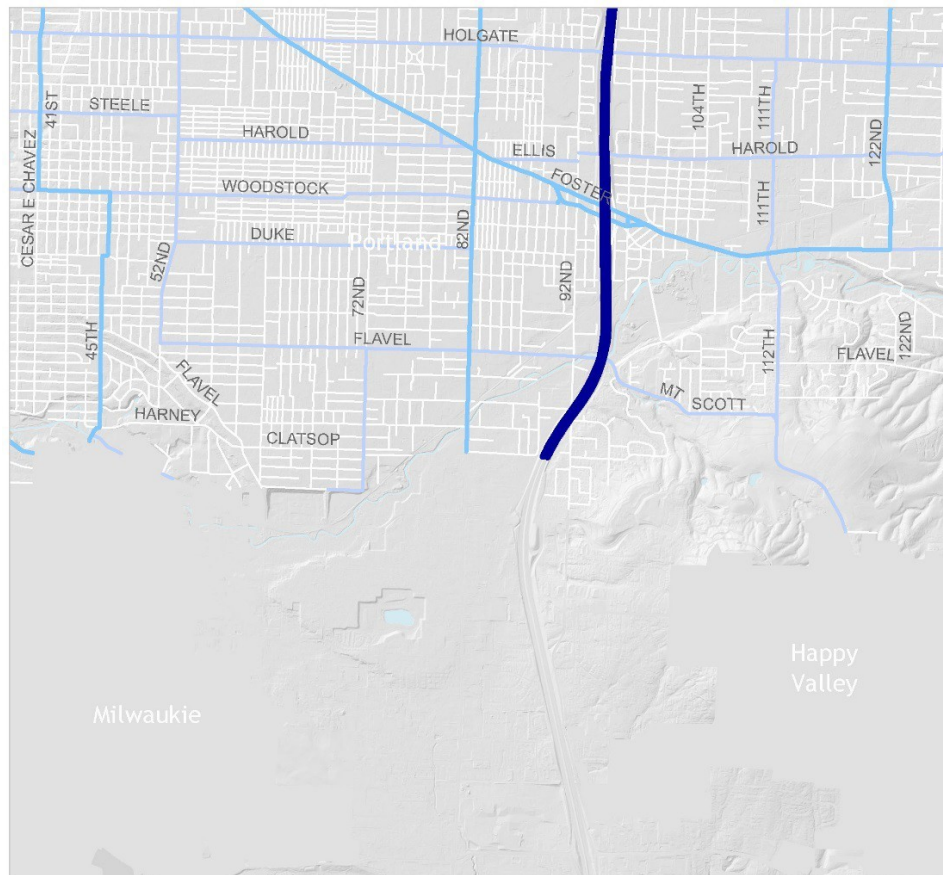 HOLGATE
STEELE
41ST
104TH
111TH
HAROLD
ELLIS
HAROLD
122ND
CESAR E CHAVEZ
WOODSTOCK
FOSTER
111TH
DUKE
Portland
82ND
52ND
92ND
72ND
45TH
FLAVEL
112TH
FLAVEL
122ND
FLAVEL
MT SCOTT
HARNEY
CLATSOP
Happy
Valley
Milwaukie